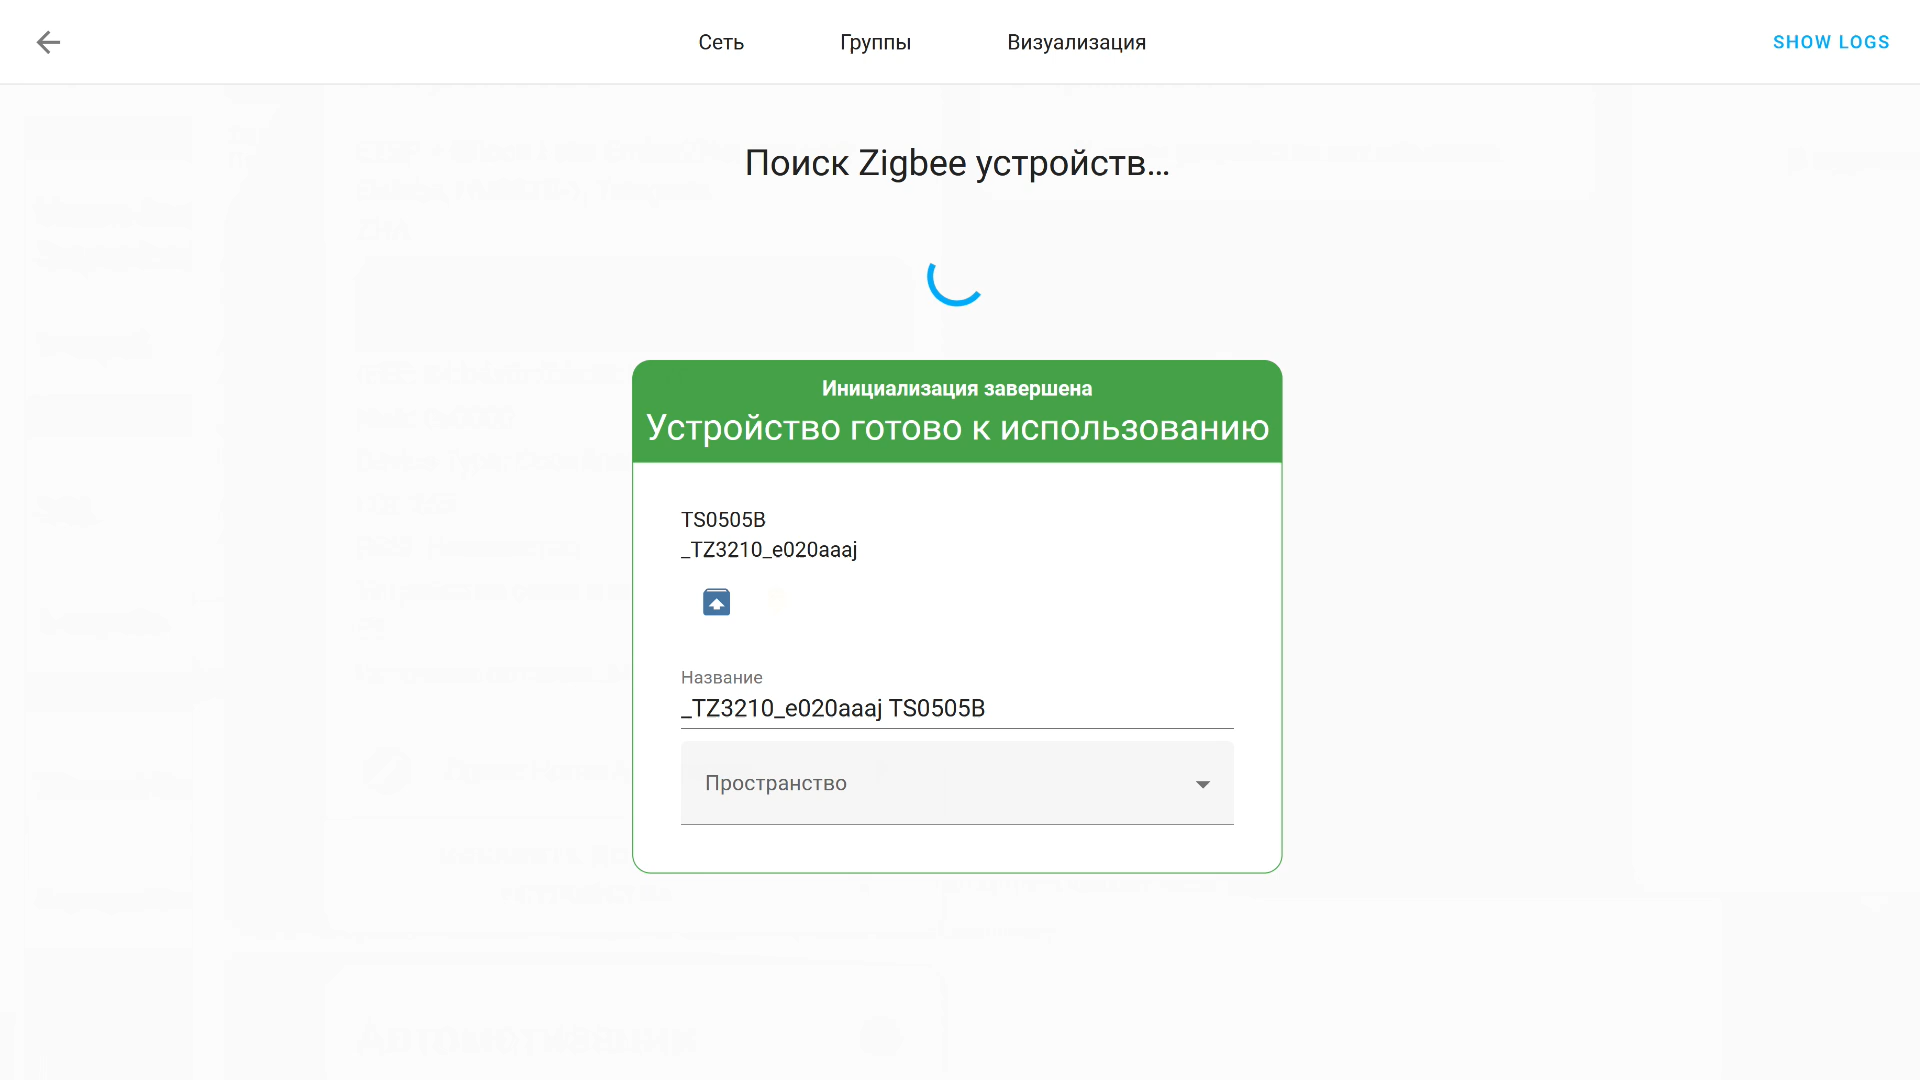 Сеть
Группы
Визуализация
SHOW LOGS
Поиск Zigbee устройств...
Инициализация завершена
Устройство готово к использованию
TS0505B
_TZ3210_e020aaaj
Название
_TZ3210_e020aaaj TS0505B
Пространство